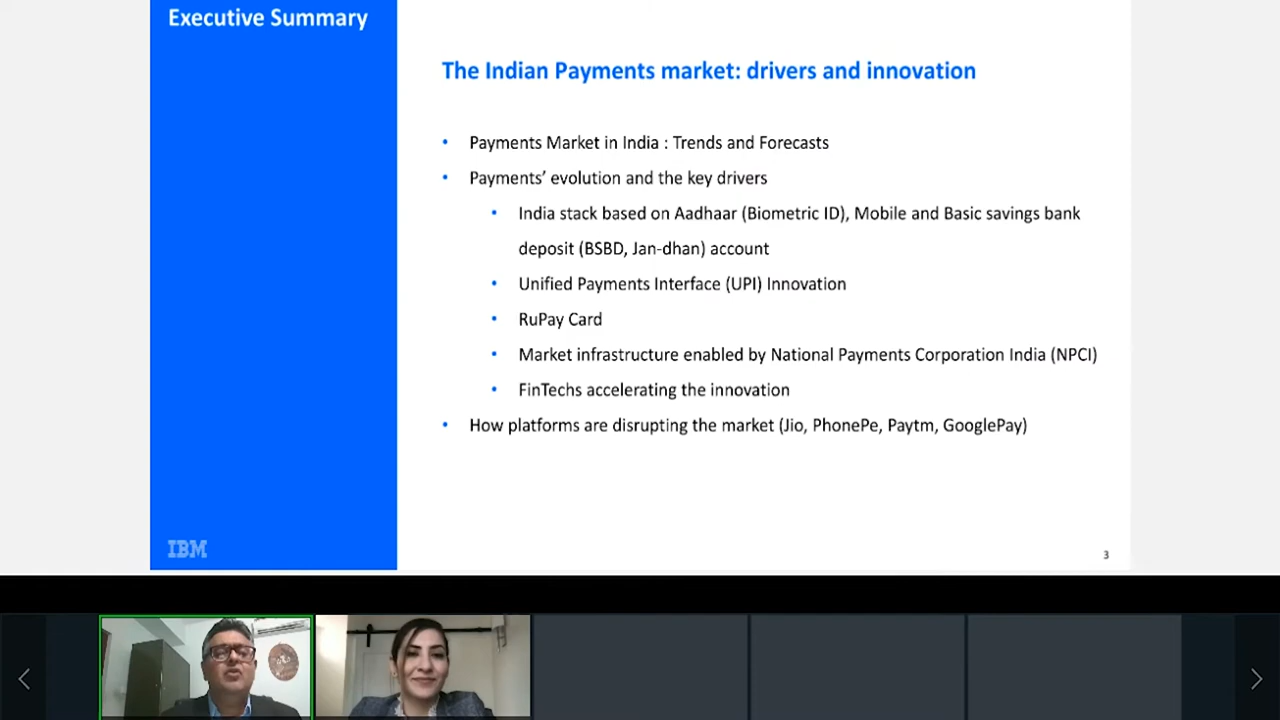 Executive Summary
The Indian Payments market: drivers and innovation
• Payments Market in India : Trends and Forecasts
• Payments’ evolution and the key drivers
• India stack based on Aadhaar (Biometric ID), Mobile and Basic savings bank
deposit (BSBD, Jan-dhan) account
• Unified Payments Interface (UPI) Innovation
• RuPay Card
• Market infrastructure enabled by National Payments Corporation India (NPCI)
• FinTechs accelerating the innovation
• How platforms are disrupting the market (Jio, PhonePe, Paytm, GooglePay)
IBM
3